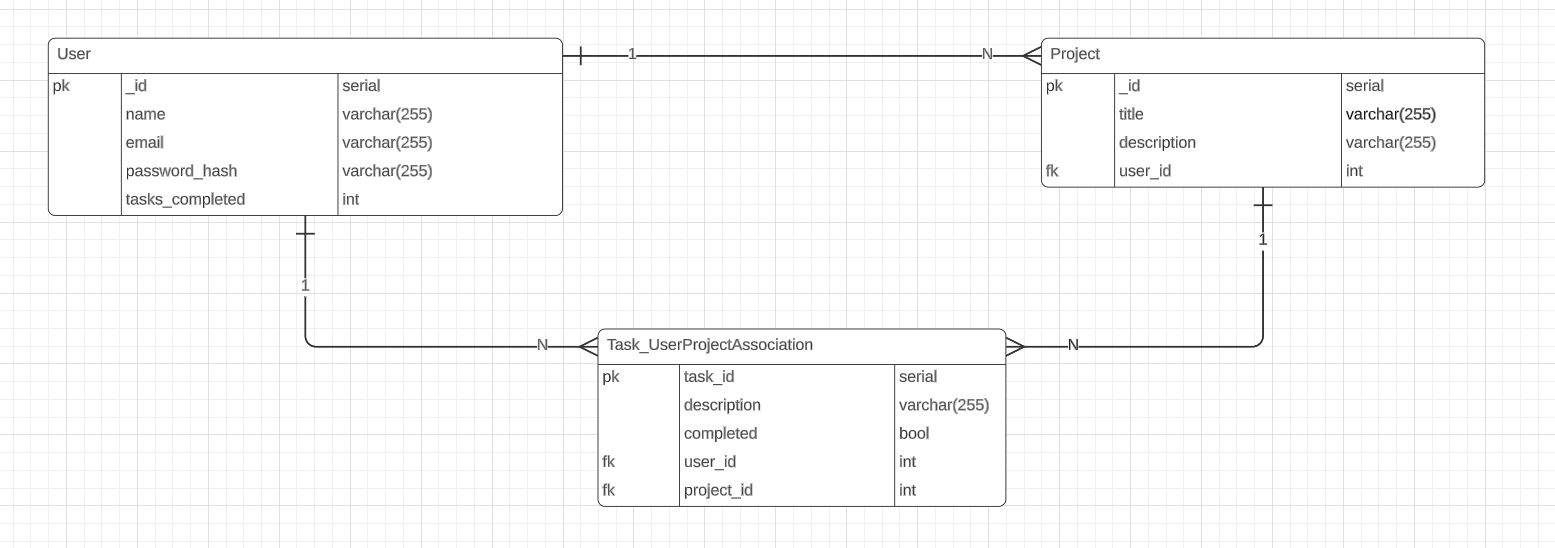 User
pk _id serial
name varchar(255)
email varchar(255)
password_hash varchar(255)
tasks_completed int
1 N
Project
pk _id serial
title varchar(255)
description varchar(255)
fk user_id int
1
N
1
N
Task_UserProjectAssociation
pk task_id serial
description varchar(255)
completed bool
fk user_id int
fk project_id int